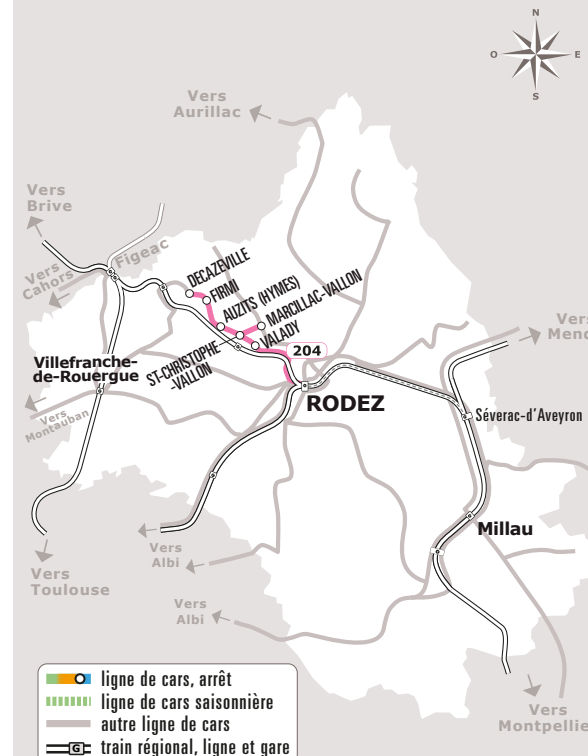 N
O
E
S
Vers
Aurillac
Vers
Brive
Figeac
Vers
Cahors
DECAZEVILLE
FIRMI
AUZITS (HYMES)
MARCILLAC-VALLON
VALADY
ST-CHRISTOPHE
-VALLON
204
Vers
Mend
Villefranche-
de-Rouergue
Vers
Montauban
RODEZ
Séverac-d'Aveyron
Millau
Vers
Toulouse
Vers
Albi
Vers
Albi
Vers
Montpellie
ligne de cars, arrêt
ligne de cars saisonnière
autre ligne de cars
G
train régional, ligne et gare